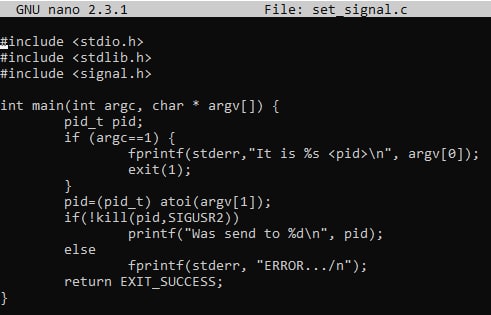 GNU nano 2.3.1 File: set_signal.c
#include <stdio.h>
#include <stdlib.h>
#include <signal.h>
int main(int argc, char * argv[]) {
pid_t pid;
if (argc==1) {
fprintf(stderr,"It is %s <pid>\n", argv[0]);
exit(1);
}
pid=(pid_t) atoi(argv[1]);
if(!kill(pid,SIGUSR2))
printf("Was send to %d\n", pid);
else
fprintf(stderr, "ERROR.../n");
return EXIT_SUCCESS;
}